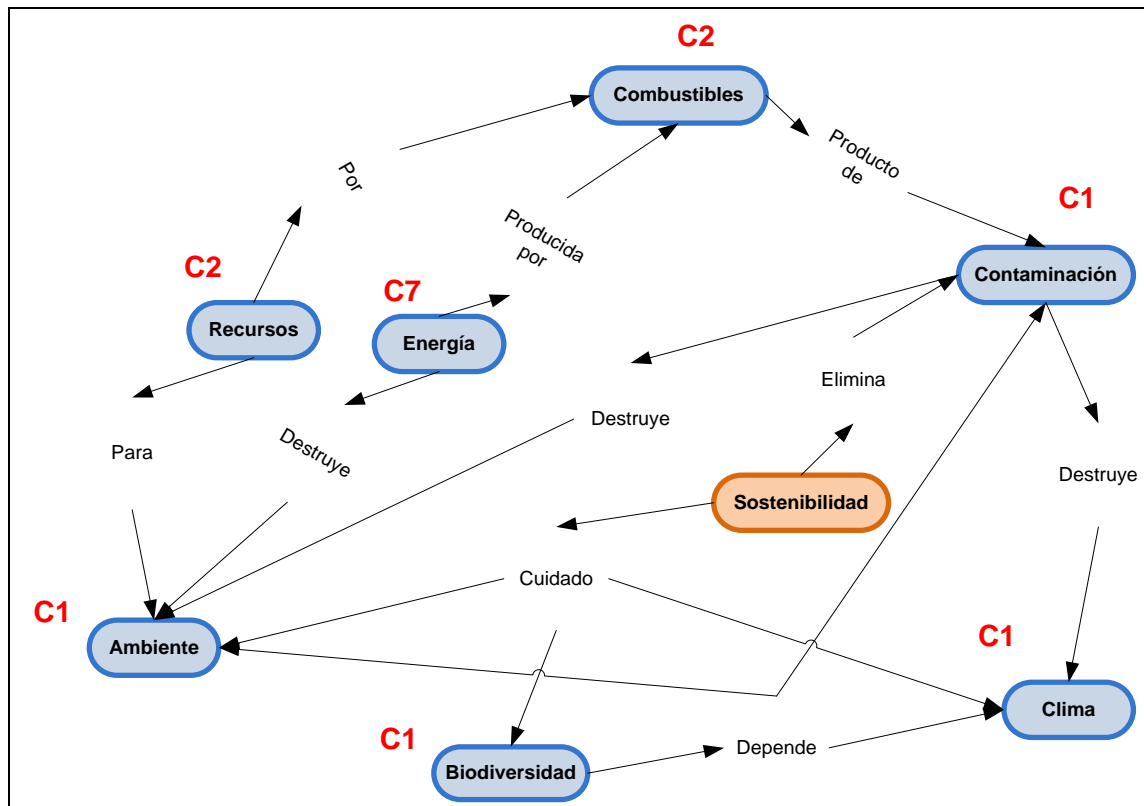 C2
Combustibles
Por
Producto
de
C1
Producida
por
C2
C7
Contaminación
Recursos
Energía
Elimina
Destruye
Para
Destruye
Destruye
Sostenibilidad
Cuidado
C1
Ambiente
C1
Clima
C1
Depende
Biodiversidad